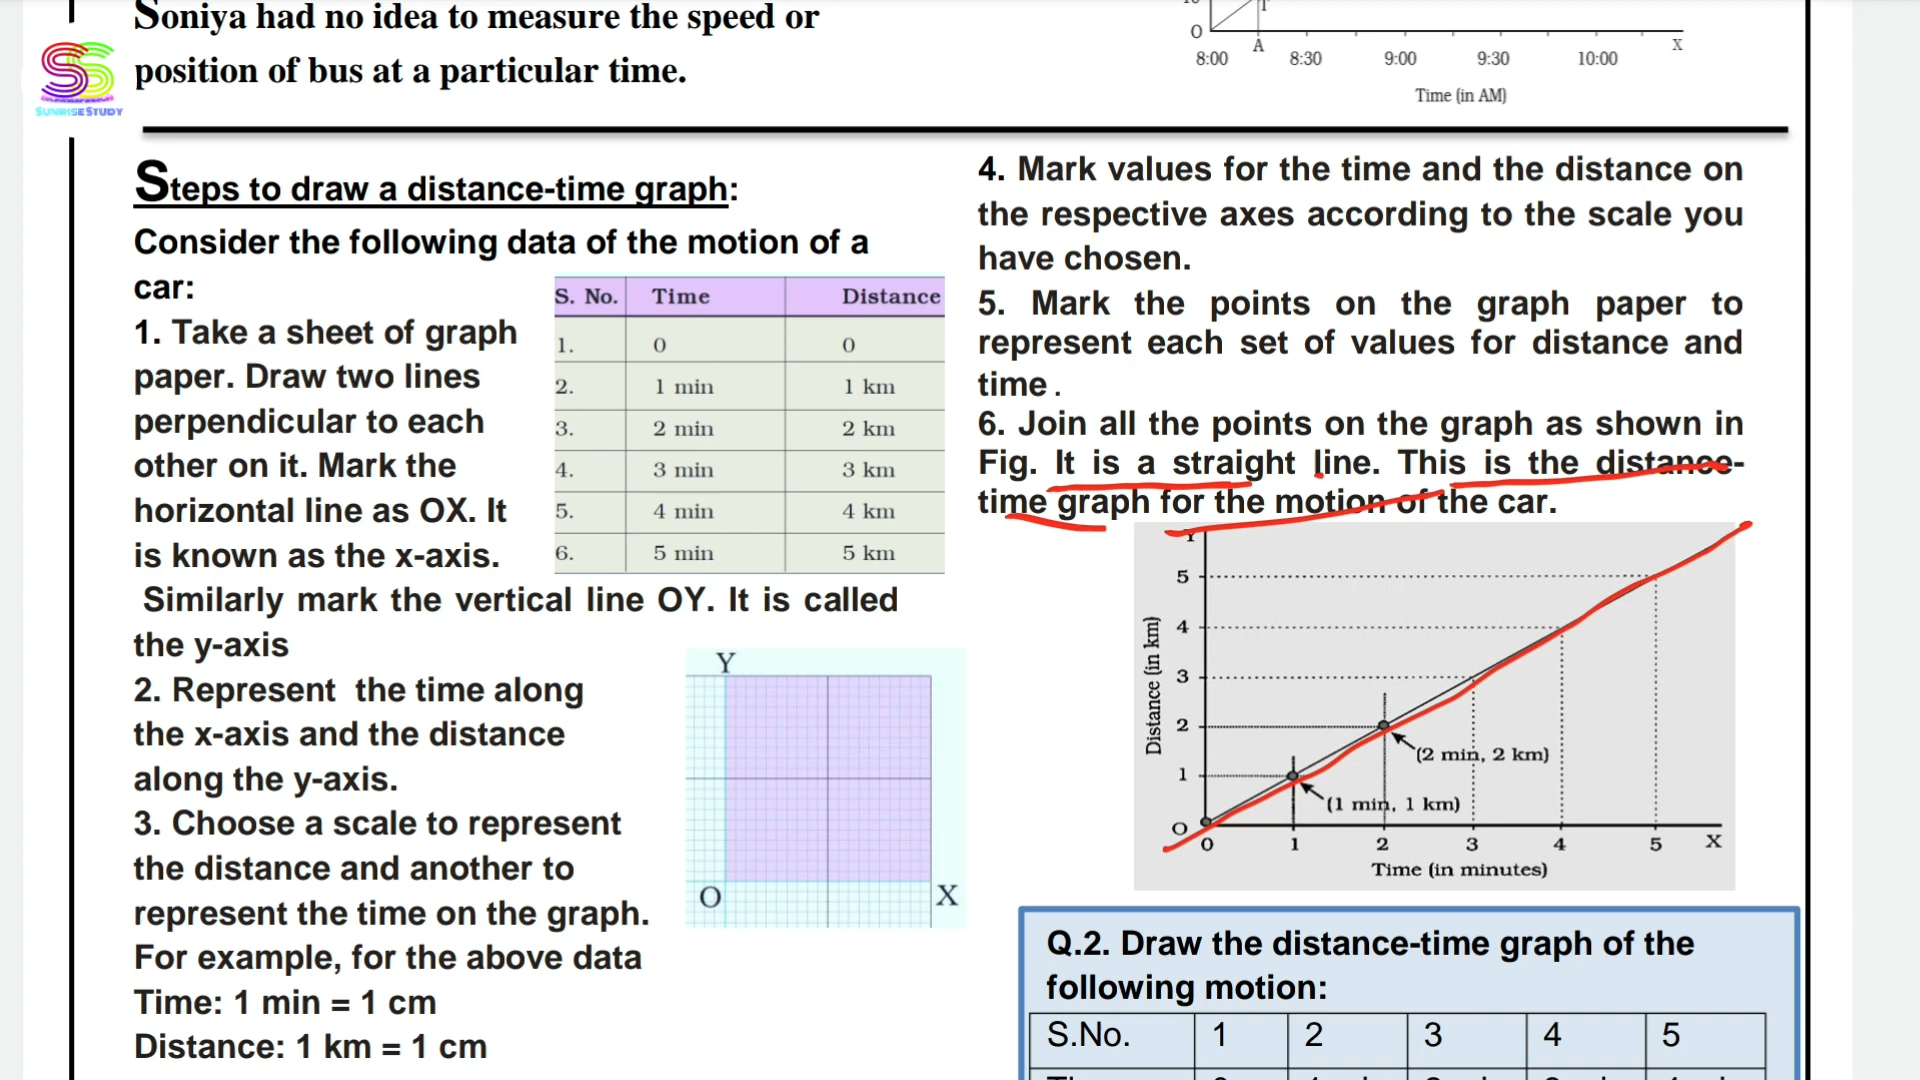 Soniya had no idea to measure the speed or
position of bus at a particular time.
SUNRISE STUDY
O
A
X
8:00 8:30 9:00 9:30 10:00
Time (in AM)
Steps to draw a distance-time graph:
Consider the following data of the motion of a
car:
1. Take a sheet of graph
paper. Draw two lines
perpendicular to each
other on it. Mark the
horizontal line as OX. It
is known as the x-axis.
Similarly mark the vertical line OY. It is called
the y-axis
S. No. Time Distance
1. 0 0
2. 1 min 1 km
3. 2 min 2 km
4. 3 min 3 km
5. 4 min 4 km
6. 5 min 5 km
2. Represent the time along
the x-axis and the distance
along the y-axis.
3. Choose a scale to represent
the distance and another to
represent the time on the graph.
For example, for the above data
Time: 1 min = 1 cm
Distance: 1 km = 1 cm
Y
O
X
4. Mark values for the time and the distance on
the respective axes according to the scale you
have chosen.
5. Mark the points on the graph paper to
represent each set of values for distance and
time .
6. Join all the points on the graph as shown in
Fig. It is a straight line. This is the distance-
time graph for the motion of the car.
Y
5
4
3
2
1
O
Distance (in km)
(2 min, 2 km)
(1 min, 1 km)
0 1 2 3 4 5 X
Time (in minutes)
Q.2. Draw the distance-time graph of the
following motion:
S.No. 1 2 3 4 5